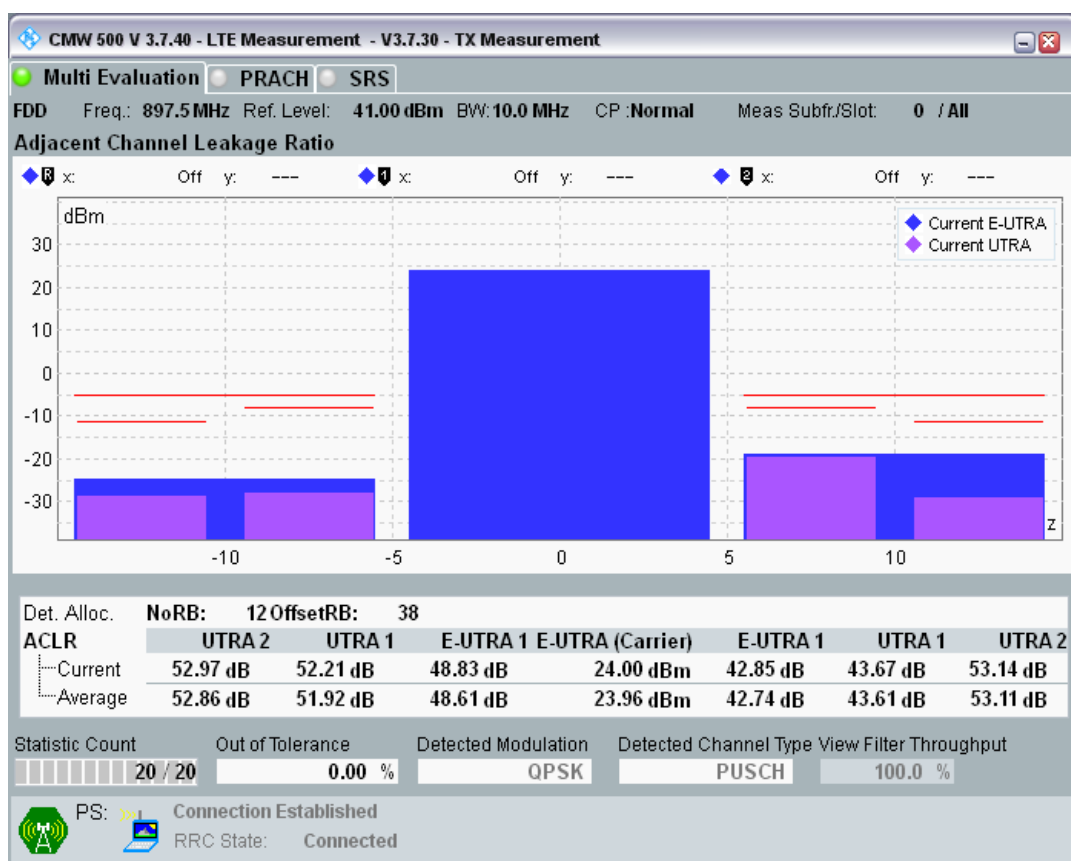 CMW 500 V 3.7.40 - LTE Measurement - V3.7.30 - TX Measurement
Multi Evaluation PRACH SRS
FDD Freq.: 897.5 MHz Ref. Level: 41.00 dBm BW: 10.0 MHz CP : Normal Meas Subfr./Slot: 0 / All
Adjacent Channel Leakage Ratio
R x: Off y: --- 1 x: Off y: --- 2 x: Off y: ---
dBm
Current E-UTRA
Current UTRA
30
20
10
0
-10
-20
-30
z
-10 -5 0 5 10
Det. Alloc. NoRB: 12 OffsetRB: 38
ACLR UTRA 2 UTRA 1 E-UTRA 1 E-UTRA (Carrier) E-UTRA 1 UTRA 1 UTRA 2
Current 52.97 dB 52.21 dB 48.83 dB 24.00 dBm 42.85 dB 43.67 dB 53.14 dB
Average 52.86 dB 51.92 dB 48.61 dB 23.96 dBm 42.74 dB 43.61 dB 53.11 dB
Statistic Count Out of Tolerance Detected Modulation Detected Channel Type View Filter Throughput
20 / 20 0.00 % QPSK PUSCH 100.0 %
PS: Connection Established
RRC State: Connected